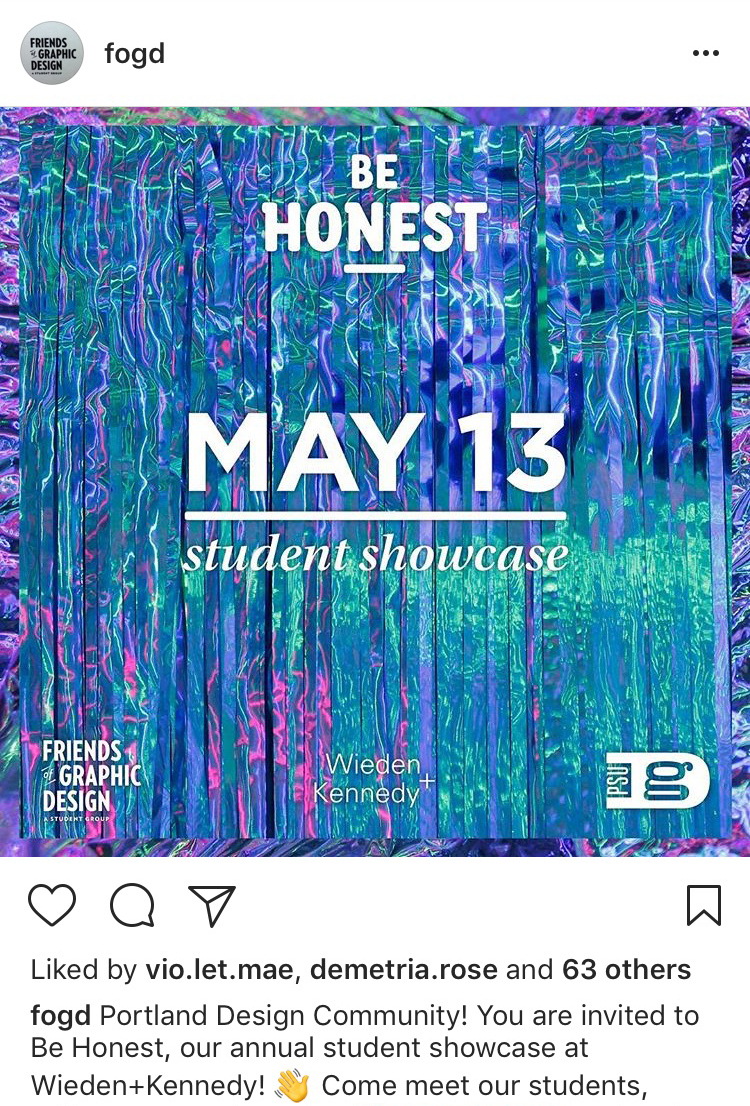 FRIENDS
of GRAPHIC
DESIGN
A STUDENT GROUP
fogd
BE
HONEST
MAY 13
student showcase
FRIENDS
of GRAPHIC
DESIGN
A STUDENT GROUP
Wieden
+
Kennedy
PSU
g
Liked by vio.let.mae, demetria.rose and 63 others
fogd Portland Design Community! You are invited to
Be Honest, our annual student showcase at
Wieden+Kennedy! 👋 Come meet our students,